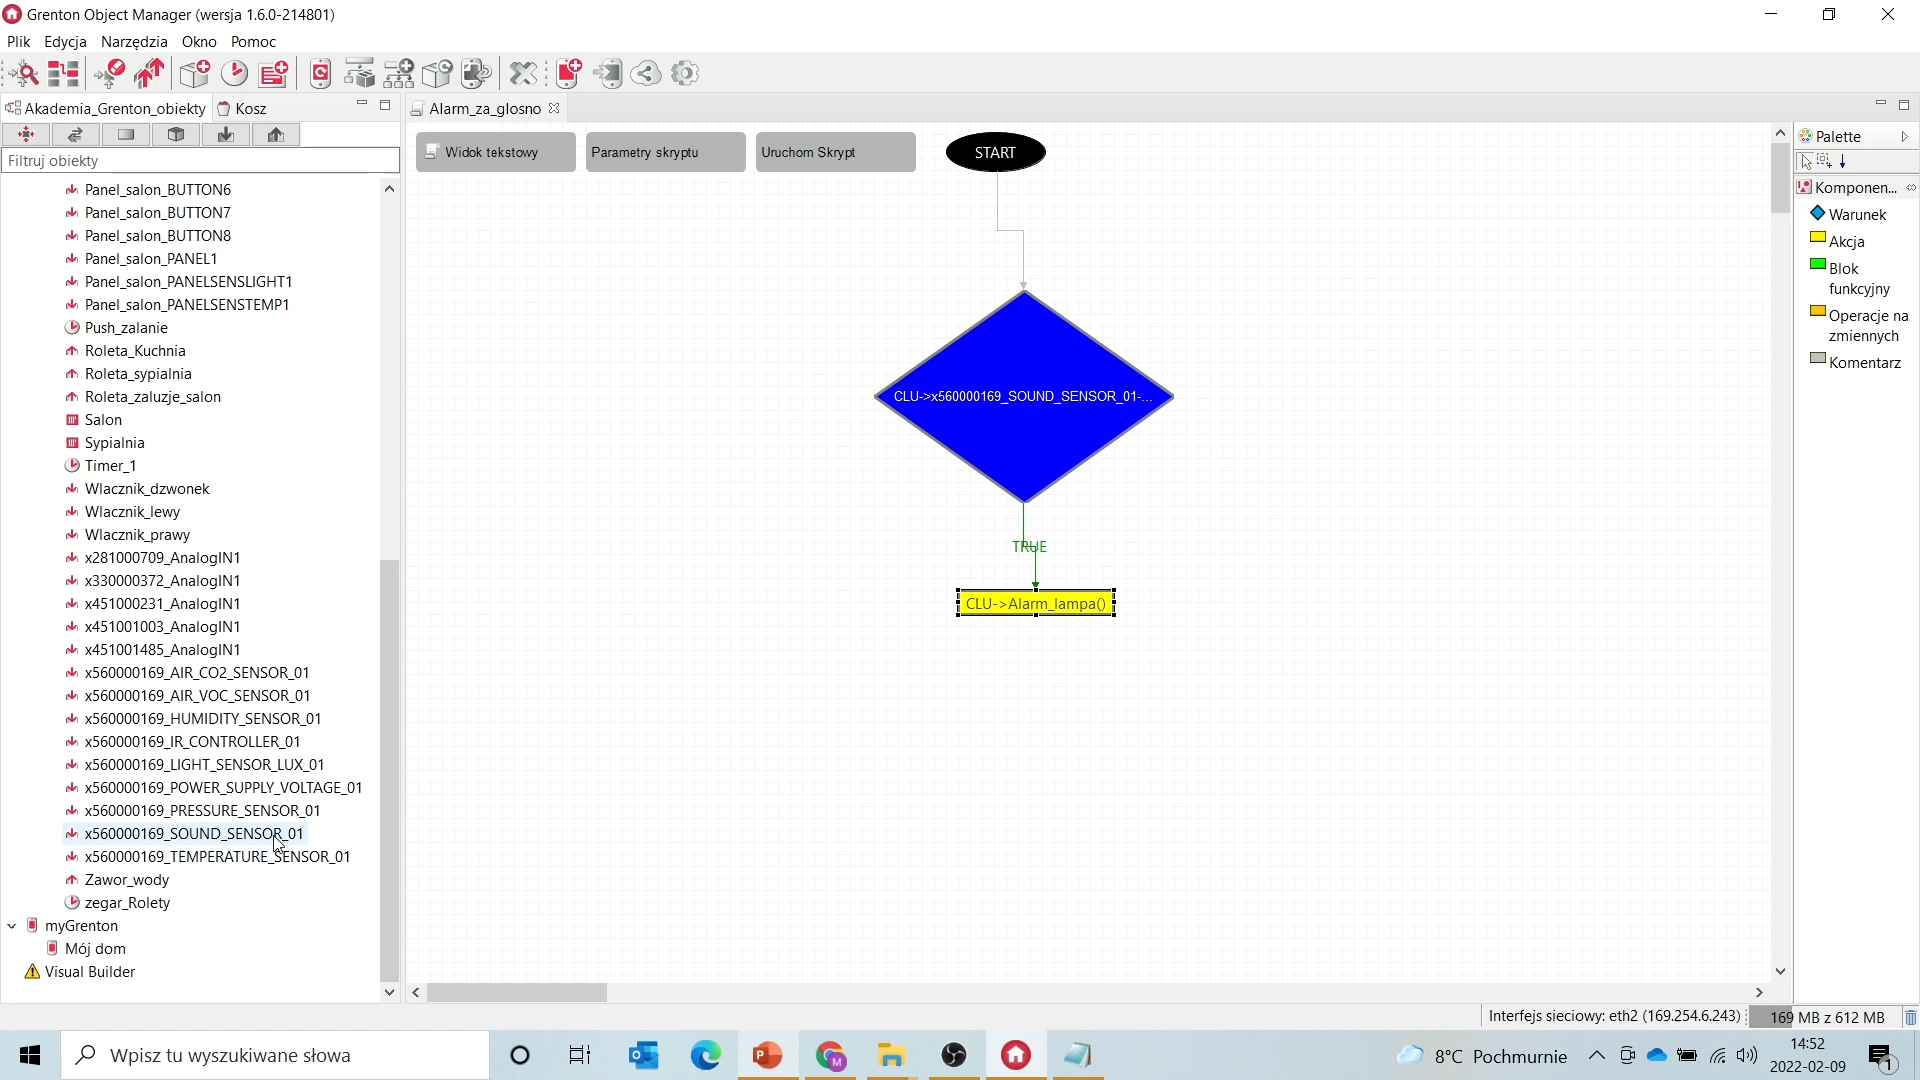 Grenton Object Manager (wersja 1.6.0-214801)
Plik Edycja Narzędzia Okno Pomoc
Akademia_Grenton_obiekty Kosz
Alarm_za_glosno
Filtruj obiekty
Panel_salon_BUTTON6
Panel_salon_BUTTON7
Panel_salon_BUTTON8
Panel_salon_PANEL1
Panel_salon_PANELSENSLIGHT1
Panel_salon_PANELSENSTEMP1
Push_zalanie
Roleta_Kuchnia
Roleta_sypialnia
Roleta_zaluzje_salon
Salon
Sypialnia
Timer_1
Wlacznik_dzwonek
Wlacznik_lewy
Wlacznik_prawy
x281000709_AnalogIN1
x330000372_AnalogIN1
x451000231_AnalogIN1
x451001003_AnalogIN1
x451001485_AnalogIN1
x560000169_AIR_CO2_SENSOR_01
x560000169_AIR_VOC_SENSOR_01
x560000169_HUMIDITY_SENSOR_01
x560000169_IR_CONTROLLER_01
x560000169_LIGHT_SENSOR_LUX_01
x560000169_POWER_SUPPLY_VOLTAGE_01
x560000169_PRESSURE_SENSOR_01
x560000169_SOUND_SENSOR_01
x560000169_TEMPERATURE_SENSOR_01
Zawor_wody
zegar_Rolety
myGrenton
Mój dom
Visual Builder
Widok tekstowy
Parametry skryptu
Uruchom Skrypt
START
CLU->x560000169_SOUND_SENSOR_01-...
TRUE
CLU->Alarm_lampa()
Palette
Komponen...
Warunek
Akcja
Blok
funkcyjny
Operacje na
zmiennych
Komentarz
Interfejs sieciowy: eth2 (169.254.6.243)
169 MB z 612 MB
Wpisz tu wyszukiwane słowa
M
8°C Pochmurnie
14:52
2022-02-09
1